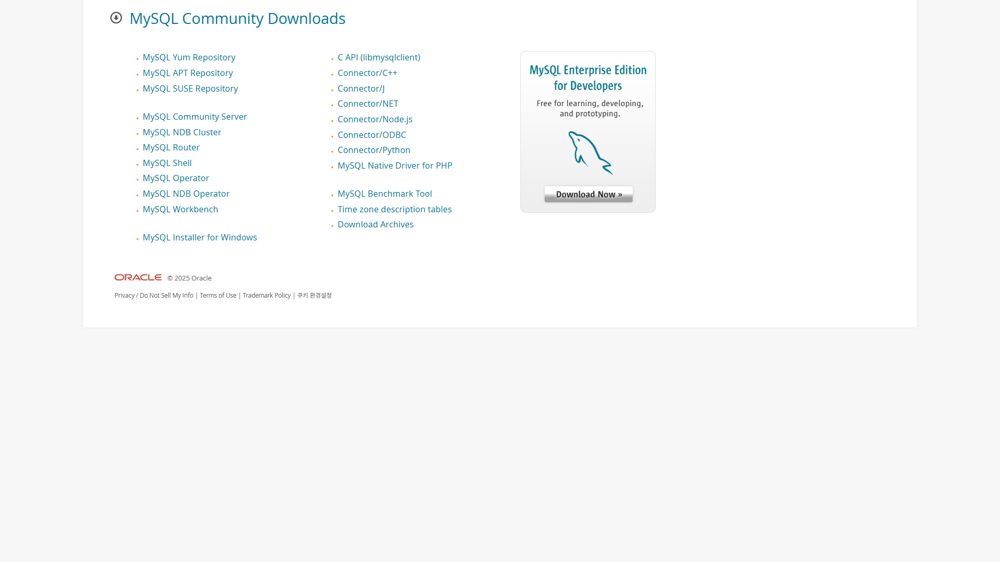 MySQL Community Downloads
MySQL Yum Repository
MySQL APT Repository
MySQL SUSE Repository
MySQL Community Server
MySQL NDB Cluster
MySQL Router
MySQL Shell
MySQL Operator
MySQL NDB Operator
MySQL Workbench
MySQL Installer for Windows
C API (libmysqlclient)
Connector/C++
Connector/J
Connector/NET
Connector/Node.js
Connector/ODBC
Connector/Python
MySQL Native Driver for PHP
MySQL Benchmark Tool
Time zone description tables
Download Archives
MySQL Enterprise Edition
for Developers
Free for learning, developing,
and prototyping.
Download Now »
ORACLE © 2025 Oracle
Privacy / Do Not Sell My Info | Terms of Use | Trademark Policy | 쿠키 환경설정